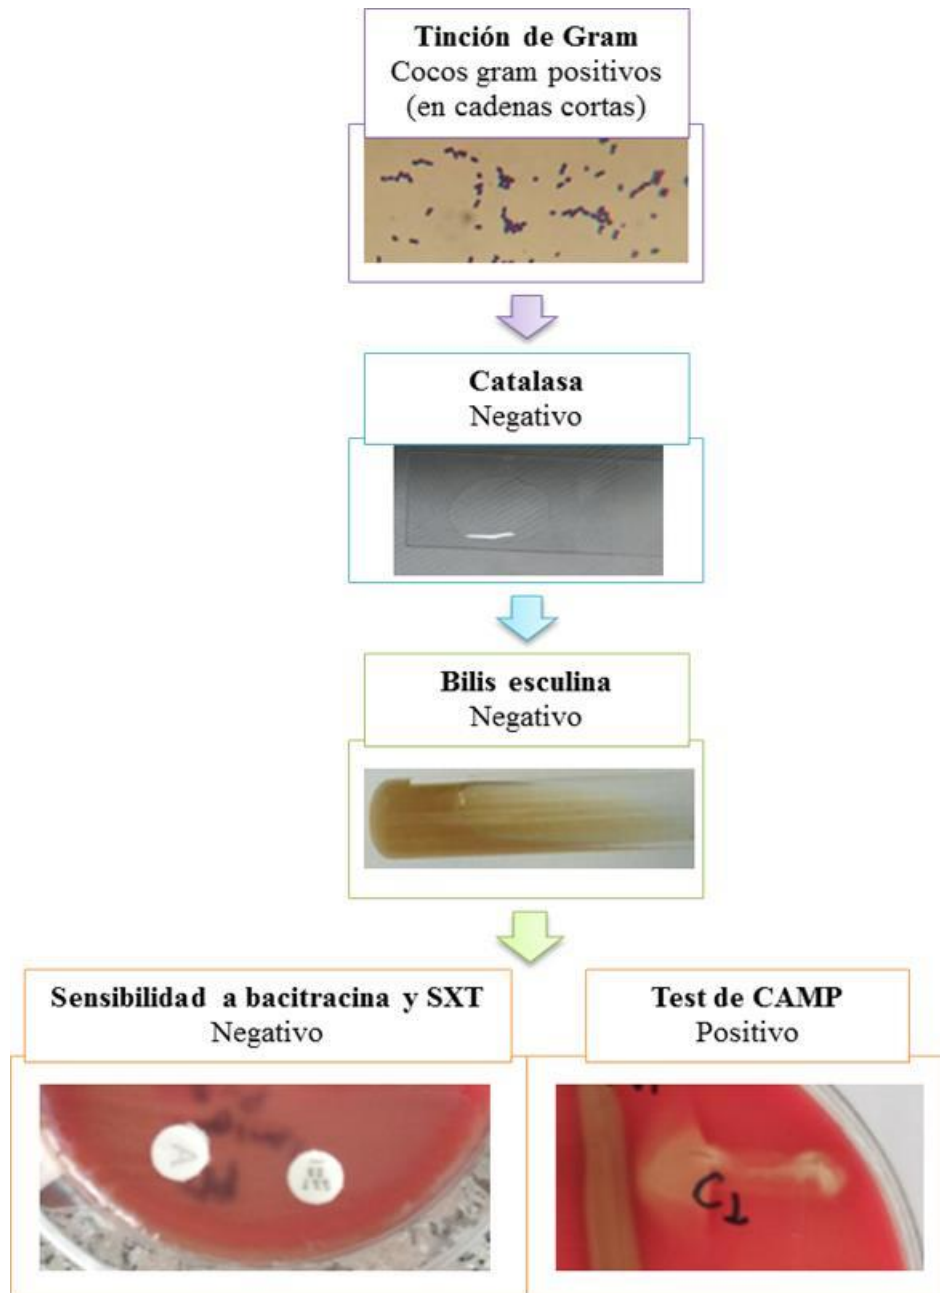 Tinción de Gram
Cocos gram positivos
(en cadenas cortas)
Catalasa
Negativo
Bilis esculina
Negativo
Sensibilidad a bacitracina y SXT
Negativo
Test de CAMP
Positivo
A